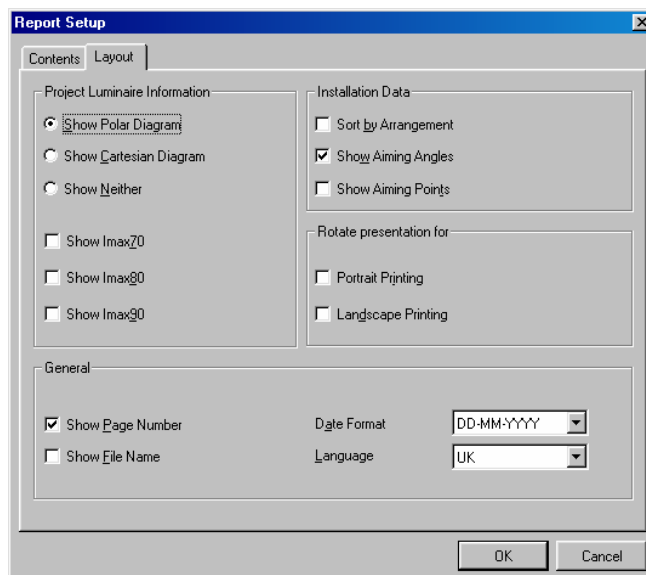 Report Setup
Contents
Layout
Project Luminaire Information
Show Polar Diagram
Show Cartesian Diagram
Show Neither
Show Imax70
Show Imax80
Show Imax90
Installation Data
Sort by Arrangement
Show Aiming Angles
Show Aiming Points
Rotate presentation for
Portrait Printing
Landscape Printing
General
Show Page Number
Show File Name
Date Format
DD-MM-YYYY
Language
UK
OK
Cancel